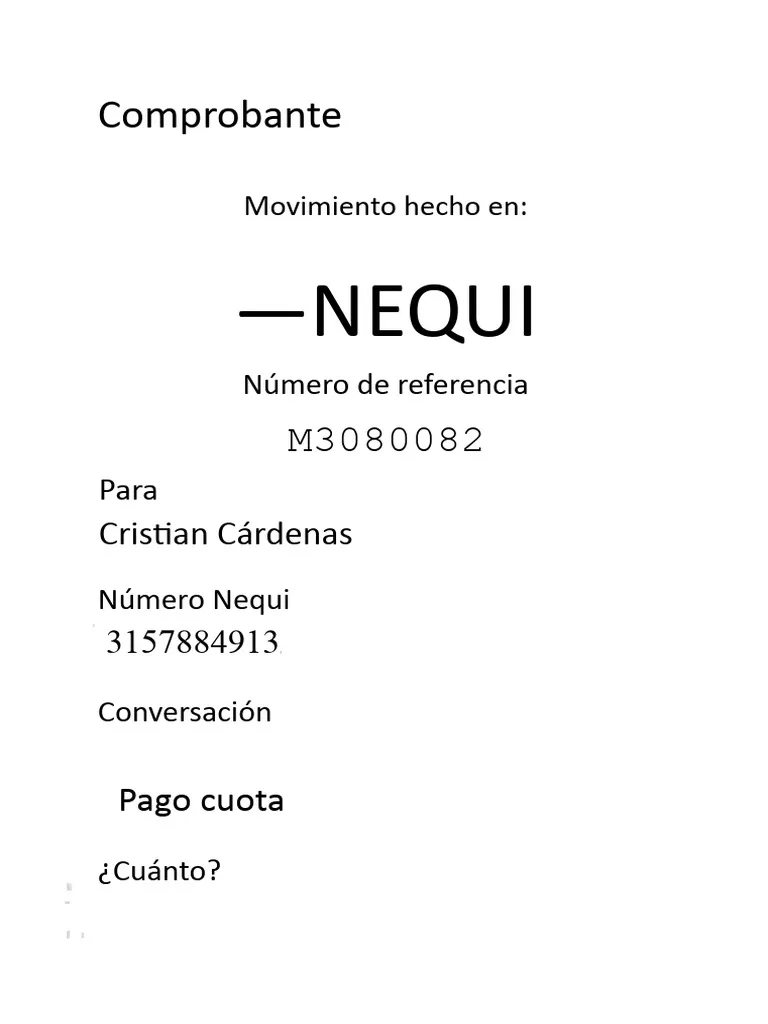 Comprobante
Movimiento hecho en:
—NEQUI
Número de referencia
M3080082
Para
Cristian Cárdenas
Número Nequi
3157884913
Conversación
Pago cuota
¿Cuánto?